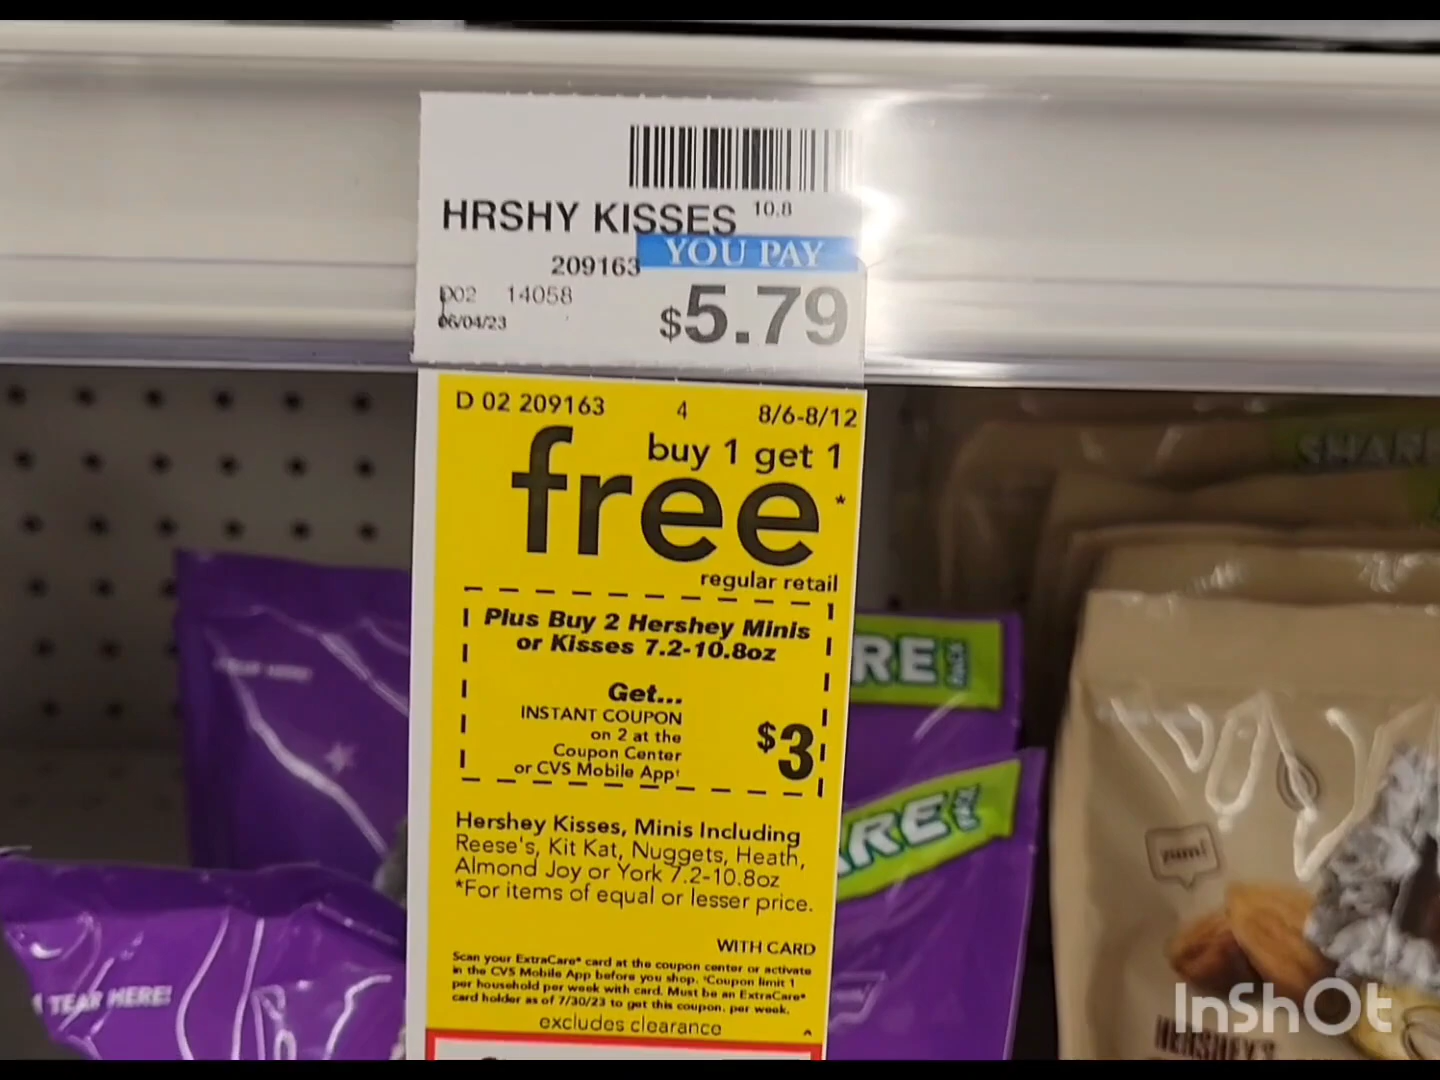 HRSHY KISSES 10.8
YOU PAY
209163
D02 14058
$5.79
06/04/23
D 02 209163 4 8/6-8/12
buy 1 get 1
free*
regular retail
Plus Buy 2 Hershey Minis
or Kisses 7.2-10.8oz
Get...
INSTANT COUPON
on 2 at the
Coupon Center
or CVS Mobile App†
$3
Hershey Kisses, Minis Including
Reese's, Kit Kat, Nuggets, Heath,
Almond Joy or York 7.2-10.8oz
*For items of equal or lesser price.
WITH CARD
Scan your ExtraCare® card at the coupon center or activate
in the CVS Mobile App before you shop. †Coupon limit 1
per household per week with card. Must be an ExtraCare®
card holder as of 7/30/23 to get this coupon. per week.
excludes clearance
SHARE
RE PACK
ARE
TEAR HERE!
yum!
HERSHEY'S
InShOt